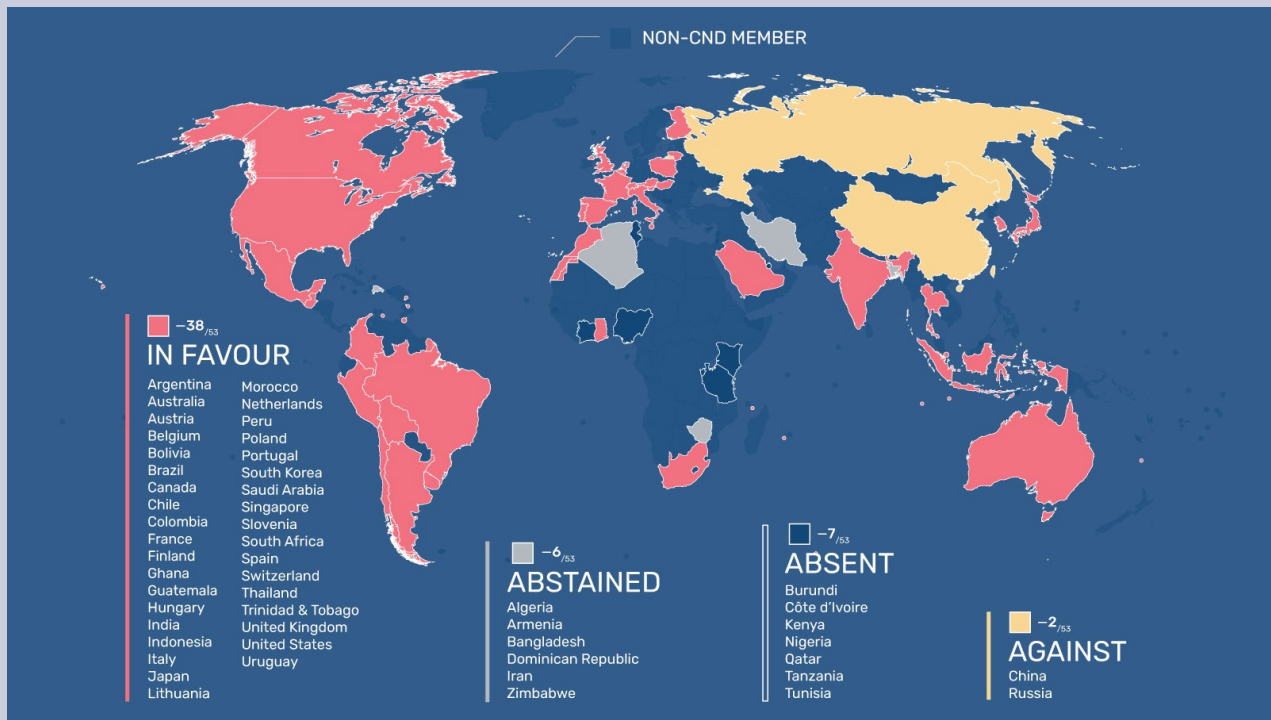 NON-CND MEMBER
–38/53
IN FAVOUR
Argentina
Australia
Austria
Belgium
Bolivia
Brazil
Canada
Chile
Colombia
France
Finland
Ghana
Guatemala
Hungary
India
Indonesia
Italy
Japan
Lithuania
Morocco
Netherlands
Peru
Poland
Portugal
South Korea
Saudi Arabia
Singapore
Slovenia
South Africa
Spain
Switzerland
Thailand
Trinidad & Tobago
United Kingdom
United States
Uruguay
–6/53
ABSTAINED
Algeria
Armenia
Bangladesh
Dominican Republic
Iran
Zimbabwe
–7/53
ABSENT
Burundi
Côte d’Ivoire
Kenya
Nigeria
Qatar
Tanzania
Tunisia
–2/53
AGAINST
China
Russia